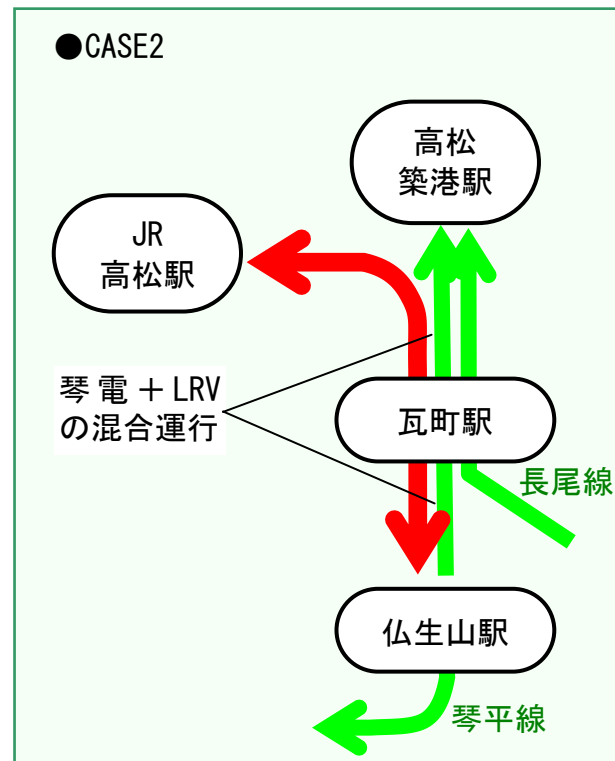 ●CASE2
高松
築港駅
JR
高松駅
琴電＋LRV
の混合運行
瓦町駅
長尾線
仏生山駅
琴平線